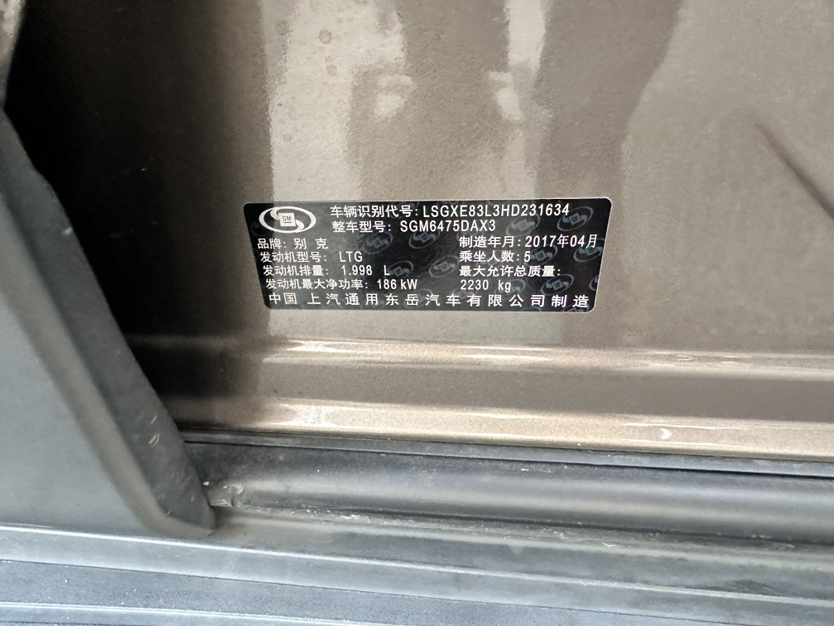 GM
车辆识别代号: LSGXE83L3HD231634
整车型号: SGM6475DAX3
品牌: 别 克 制造年月: 2017年04月
发动机型号: LTG 乘坐人数: 5
发动机排量: 1.998 L 最大允许总质量:
发动机最大净功率: 186 kW 2230 kg
中国 上汽通用东岳汽车有限公司制造